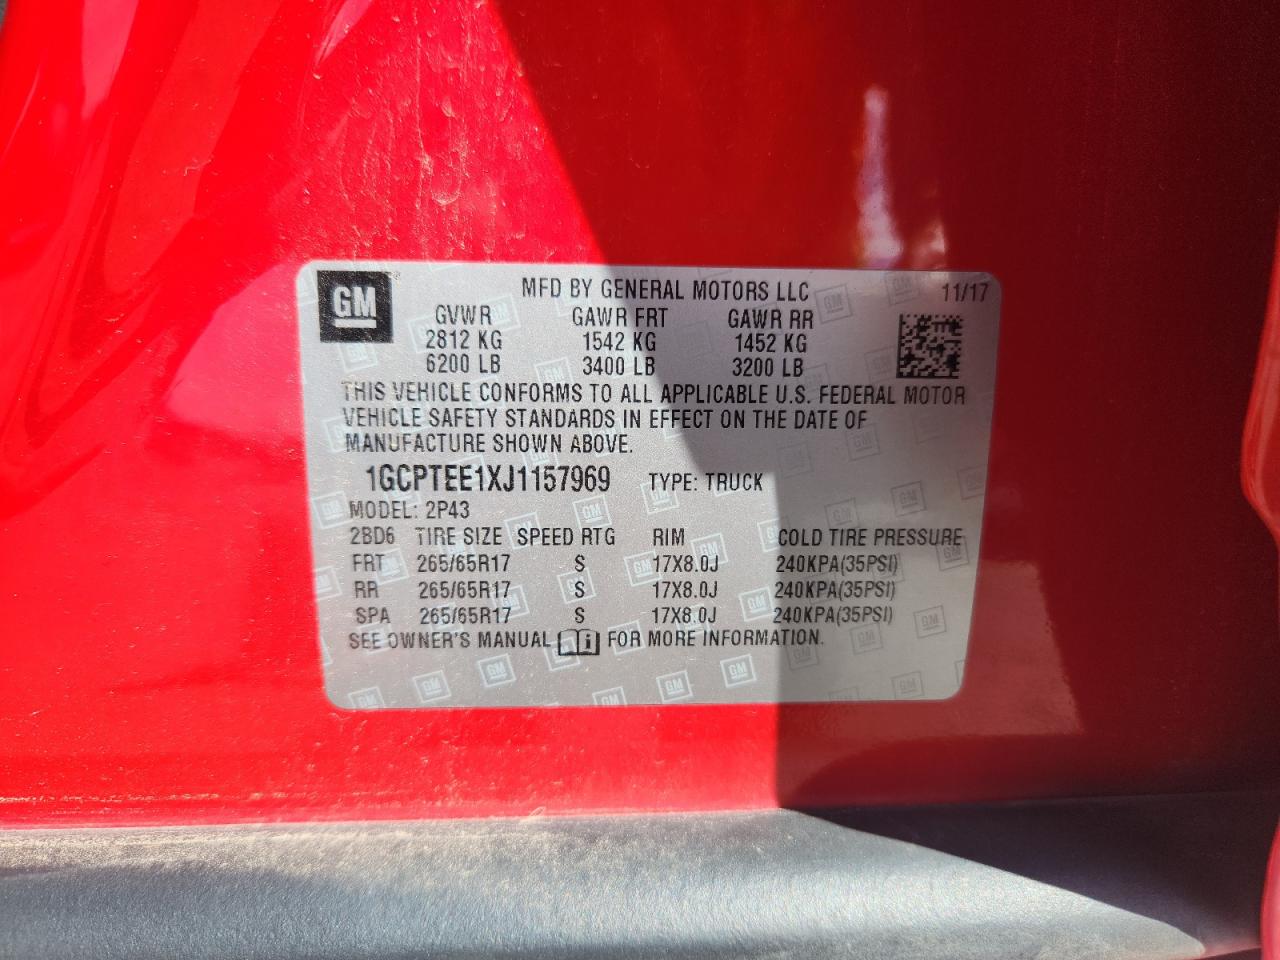 GM MFD BY GENERAL MOTORS LLC 11/17
GVWR GAWR FRT GAWR RR
2812 KG 1542 KG 1452 KG
6200 LB 3400 LB 3200 LB
THIS VEHICLE CONFORMS TO ALL APPLICABLE U.S. FEDERAL MOTOR
VEHICLE SAFETY STANDARDS IN EFFECT ON THE DATE OF
MANUFACTURE SHOWN ABOVE.
1GCPTEE1XJ1157969 TYPE: TRUCK
MODEL: 2P43
2BD6 TIRE SIZE SPEED RTG RIM COLD TIRE PRESSURE
FRT 265/65R17 S 17X8.0J 240KPA(35PSI)
RR 265/65R17 S 17X8.0J 240KPA(35PSI)
SPA 265/65R17 S 17X8.0J 240KPA(35PSI)
SEE OWNER'S MANUAL FOR MORE INFORMATION.